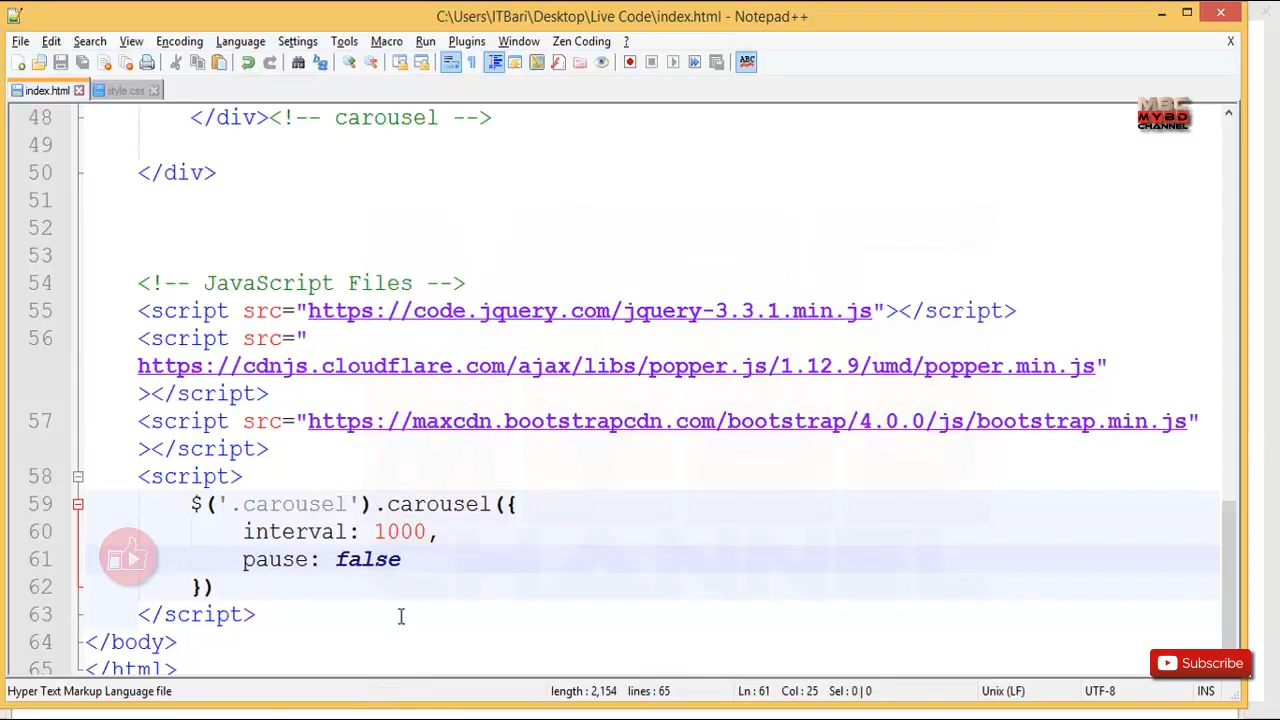 C:\Users\ITBari\Desktop\Live Code\index.html - Notepad++
File Edit Search View Encoding Language Settings Tools Macro Run Plugins Window Zen Coding ? X
ABC
index.html style.css
MBC
MYBD
CHANNEL
48 </div><!-- carousel -->
49
50 </div>
51
52
53
54 <!-- JavaScript Files -->
55 <script src="https://code.jquery.com/jquery-3.3.1.min.js"></script>
56 <script src="
https://cdnjs.cloudflare.com/ajax/libs/popper.js/1.12.9/umd/popper.min.js"
></script>
57 <script src="https://maxcdn.bootstrapcdn.com/bootstrap/4.0.0/js/bootstrap.min.js"
></script>
58 <script>
59 $('.carousel').carousel({
60 interval: 1000,
61 pause: false
62 })
63 </script>
64 </body>
65 </html>
Subscribe
Hyper Text Markup Language file length : 2,154 lines : 65 Ln : 61 Col : 25 Sel : 0 | 0 Unix (LF) UTF-8 INS